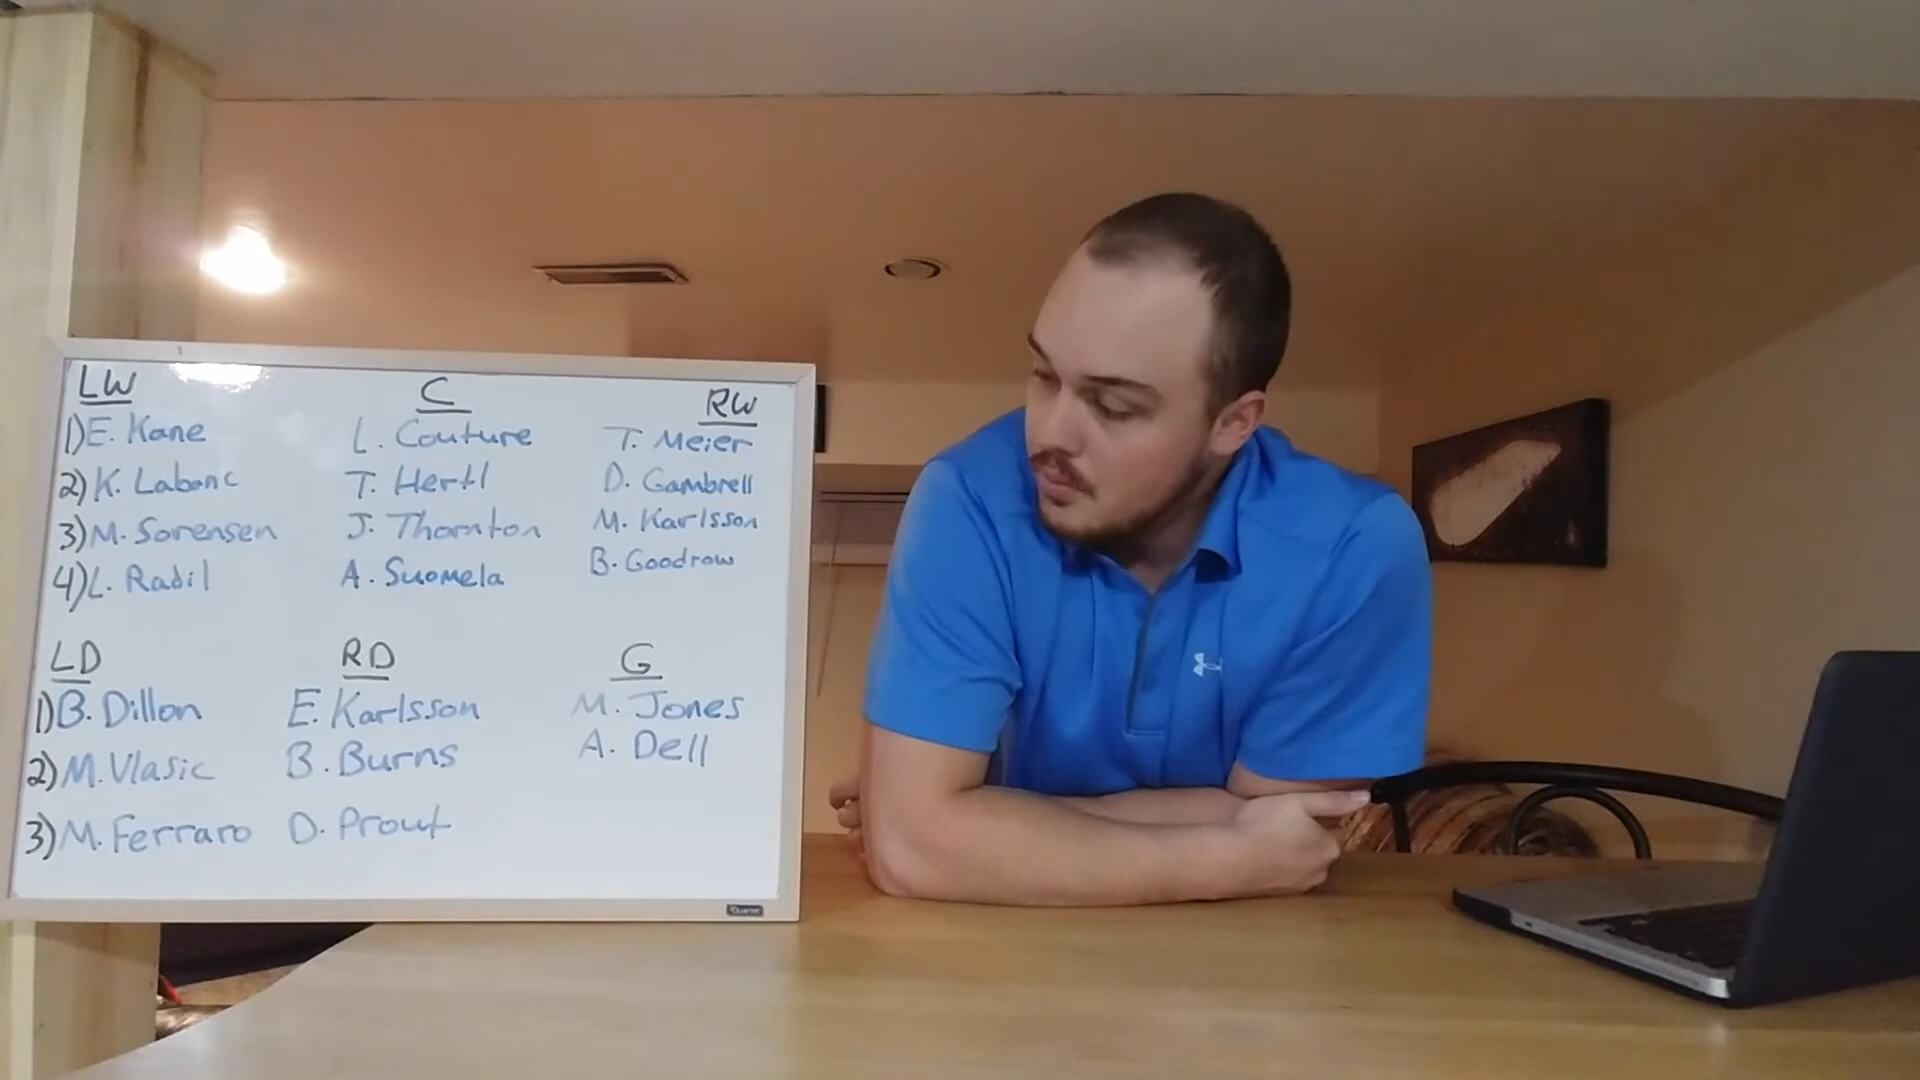 LW C RW
1) E. Kane L. Couture T. Meier
2) K. Labanc T. Hertl D. Gambrell
3) M. Sorensen J. Thornton M. Karlsson
4) L. Radil A. Suomela B. Goodrow
LD RD G
1) B. Dillon E. Karlsson M. Jones
2) M. Vlasic B. Burns A. Dell
3) M. Ferraro D. Prout
Quartet